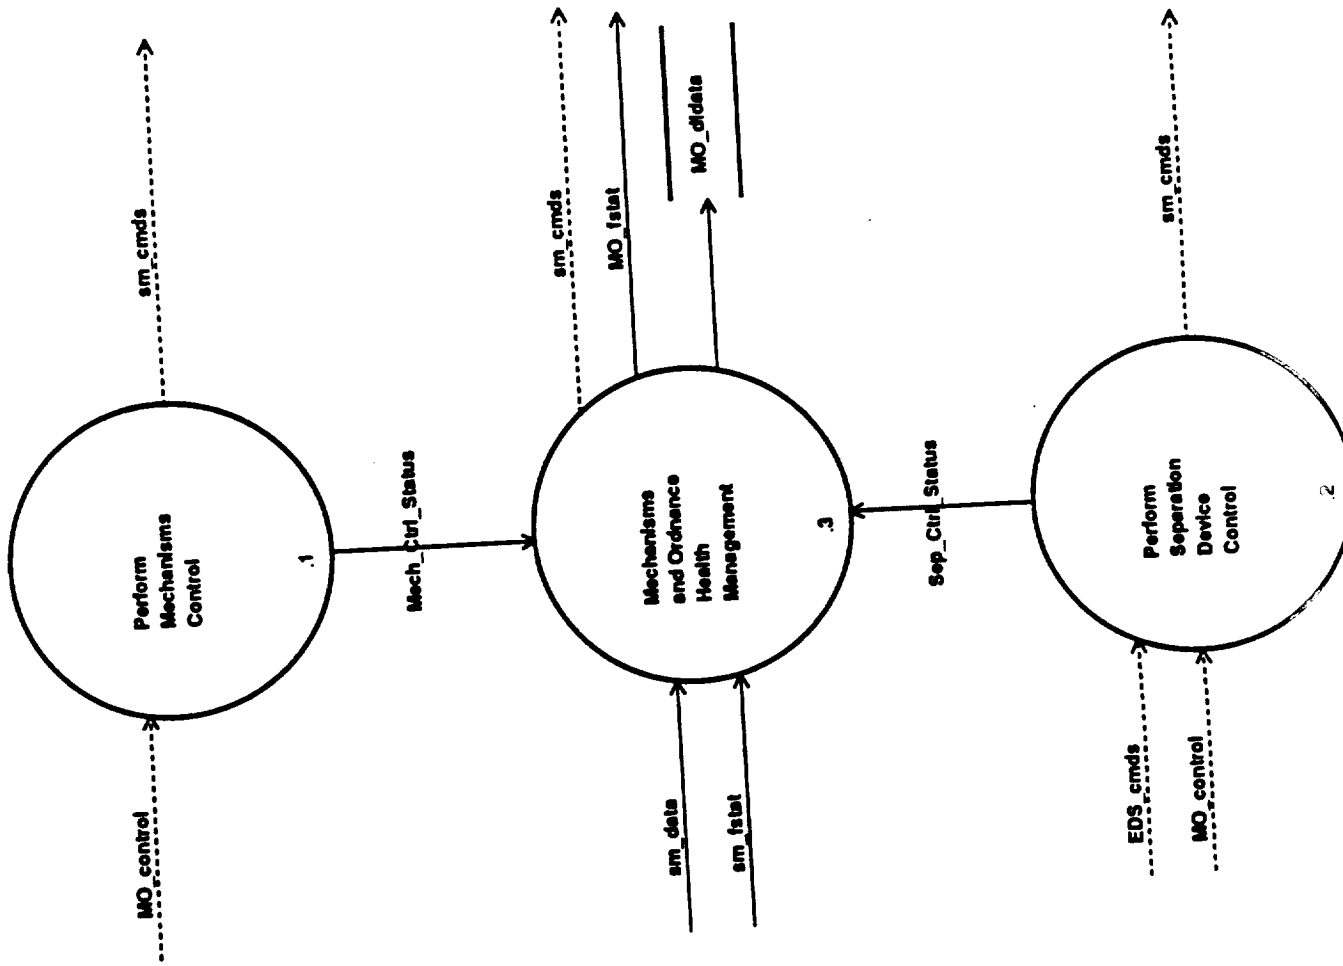 sm_cmds
MO_control
Perform
Mechanisms
Control
.1
Mech_Ctrl_Status
sm_cmds
MO_fstat
MO_dldata
Mechanisms
and Ordnance
Health
Management
.3
sm_data
sm_fstat
Sep_Ctrl_Status
sm_cmds
Perform
Separation
Device
Control
.2
EDS_cmds
MO_control